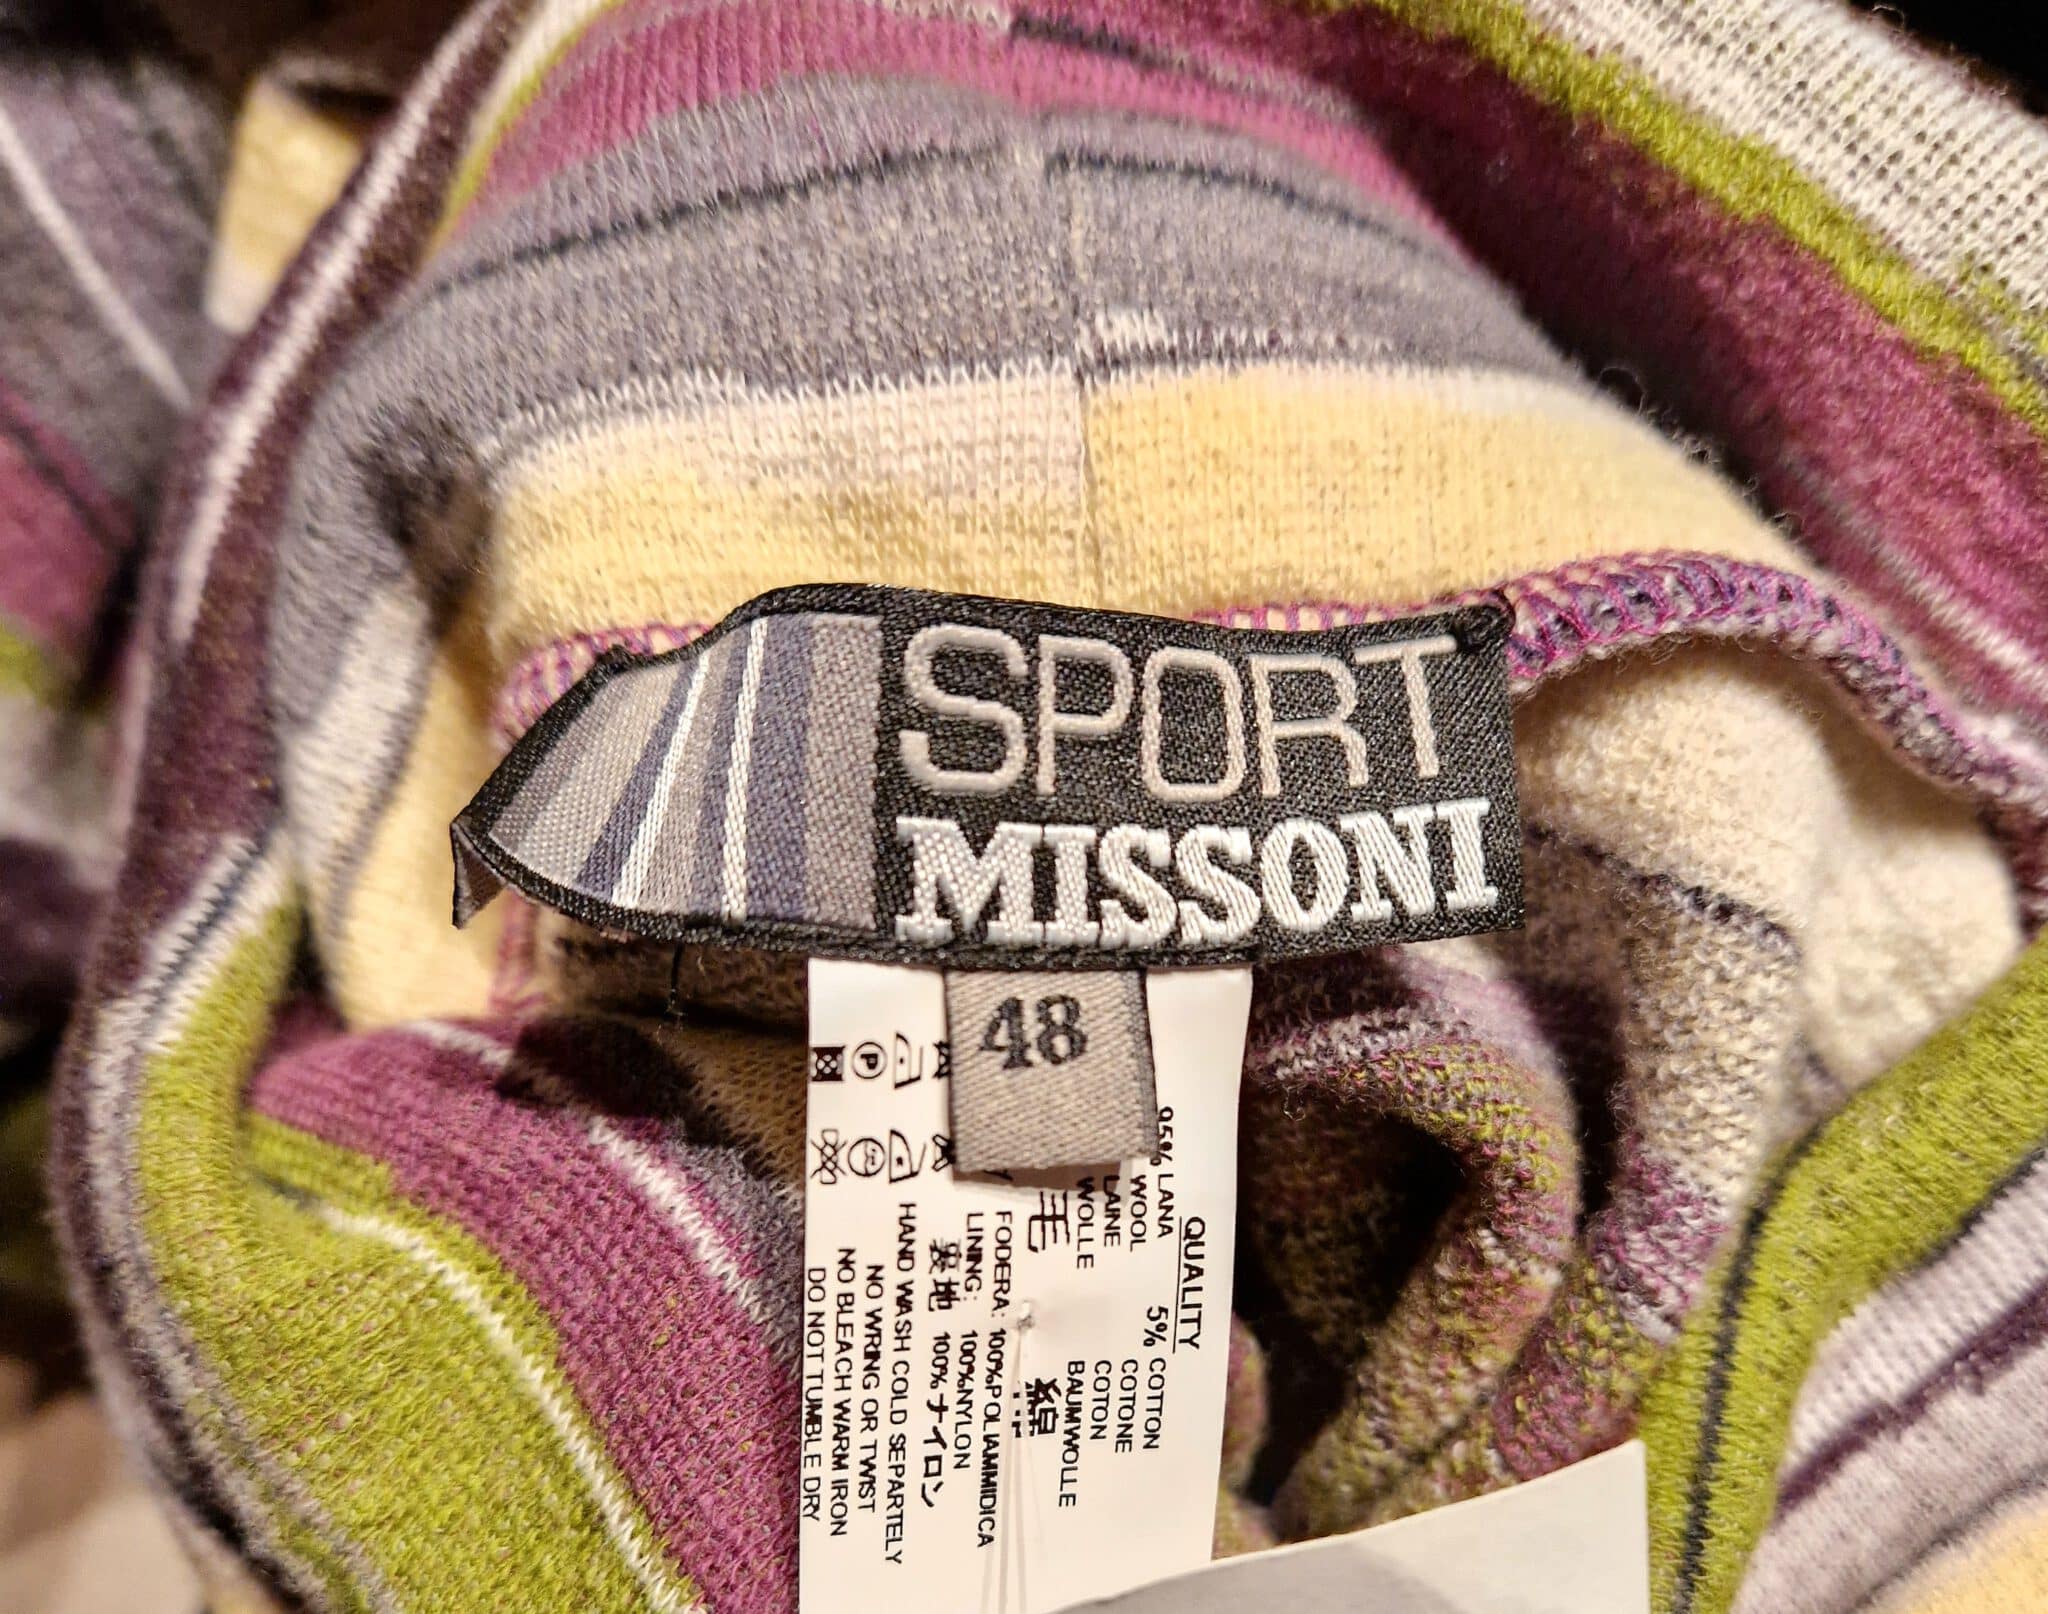 SPORT
MISSONI
48
QUALITY
95% LANA 5% COTTON
WOOL COTONE
LAINE COTON
WOLLE BAUMWOLLE
毛 綿
FODERA: 100%POLIAMMIDICA
LINING: 100%NYLON
裏地 100%ナイロン
HAND WASH COLD SEPARTELY
NO WRING OR TWIST
NO BLEACH WARM IRON
DO NOT TUMBLE DRY
P